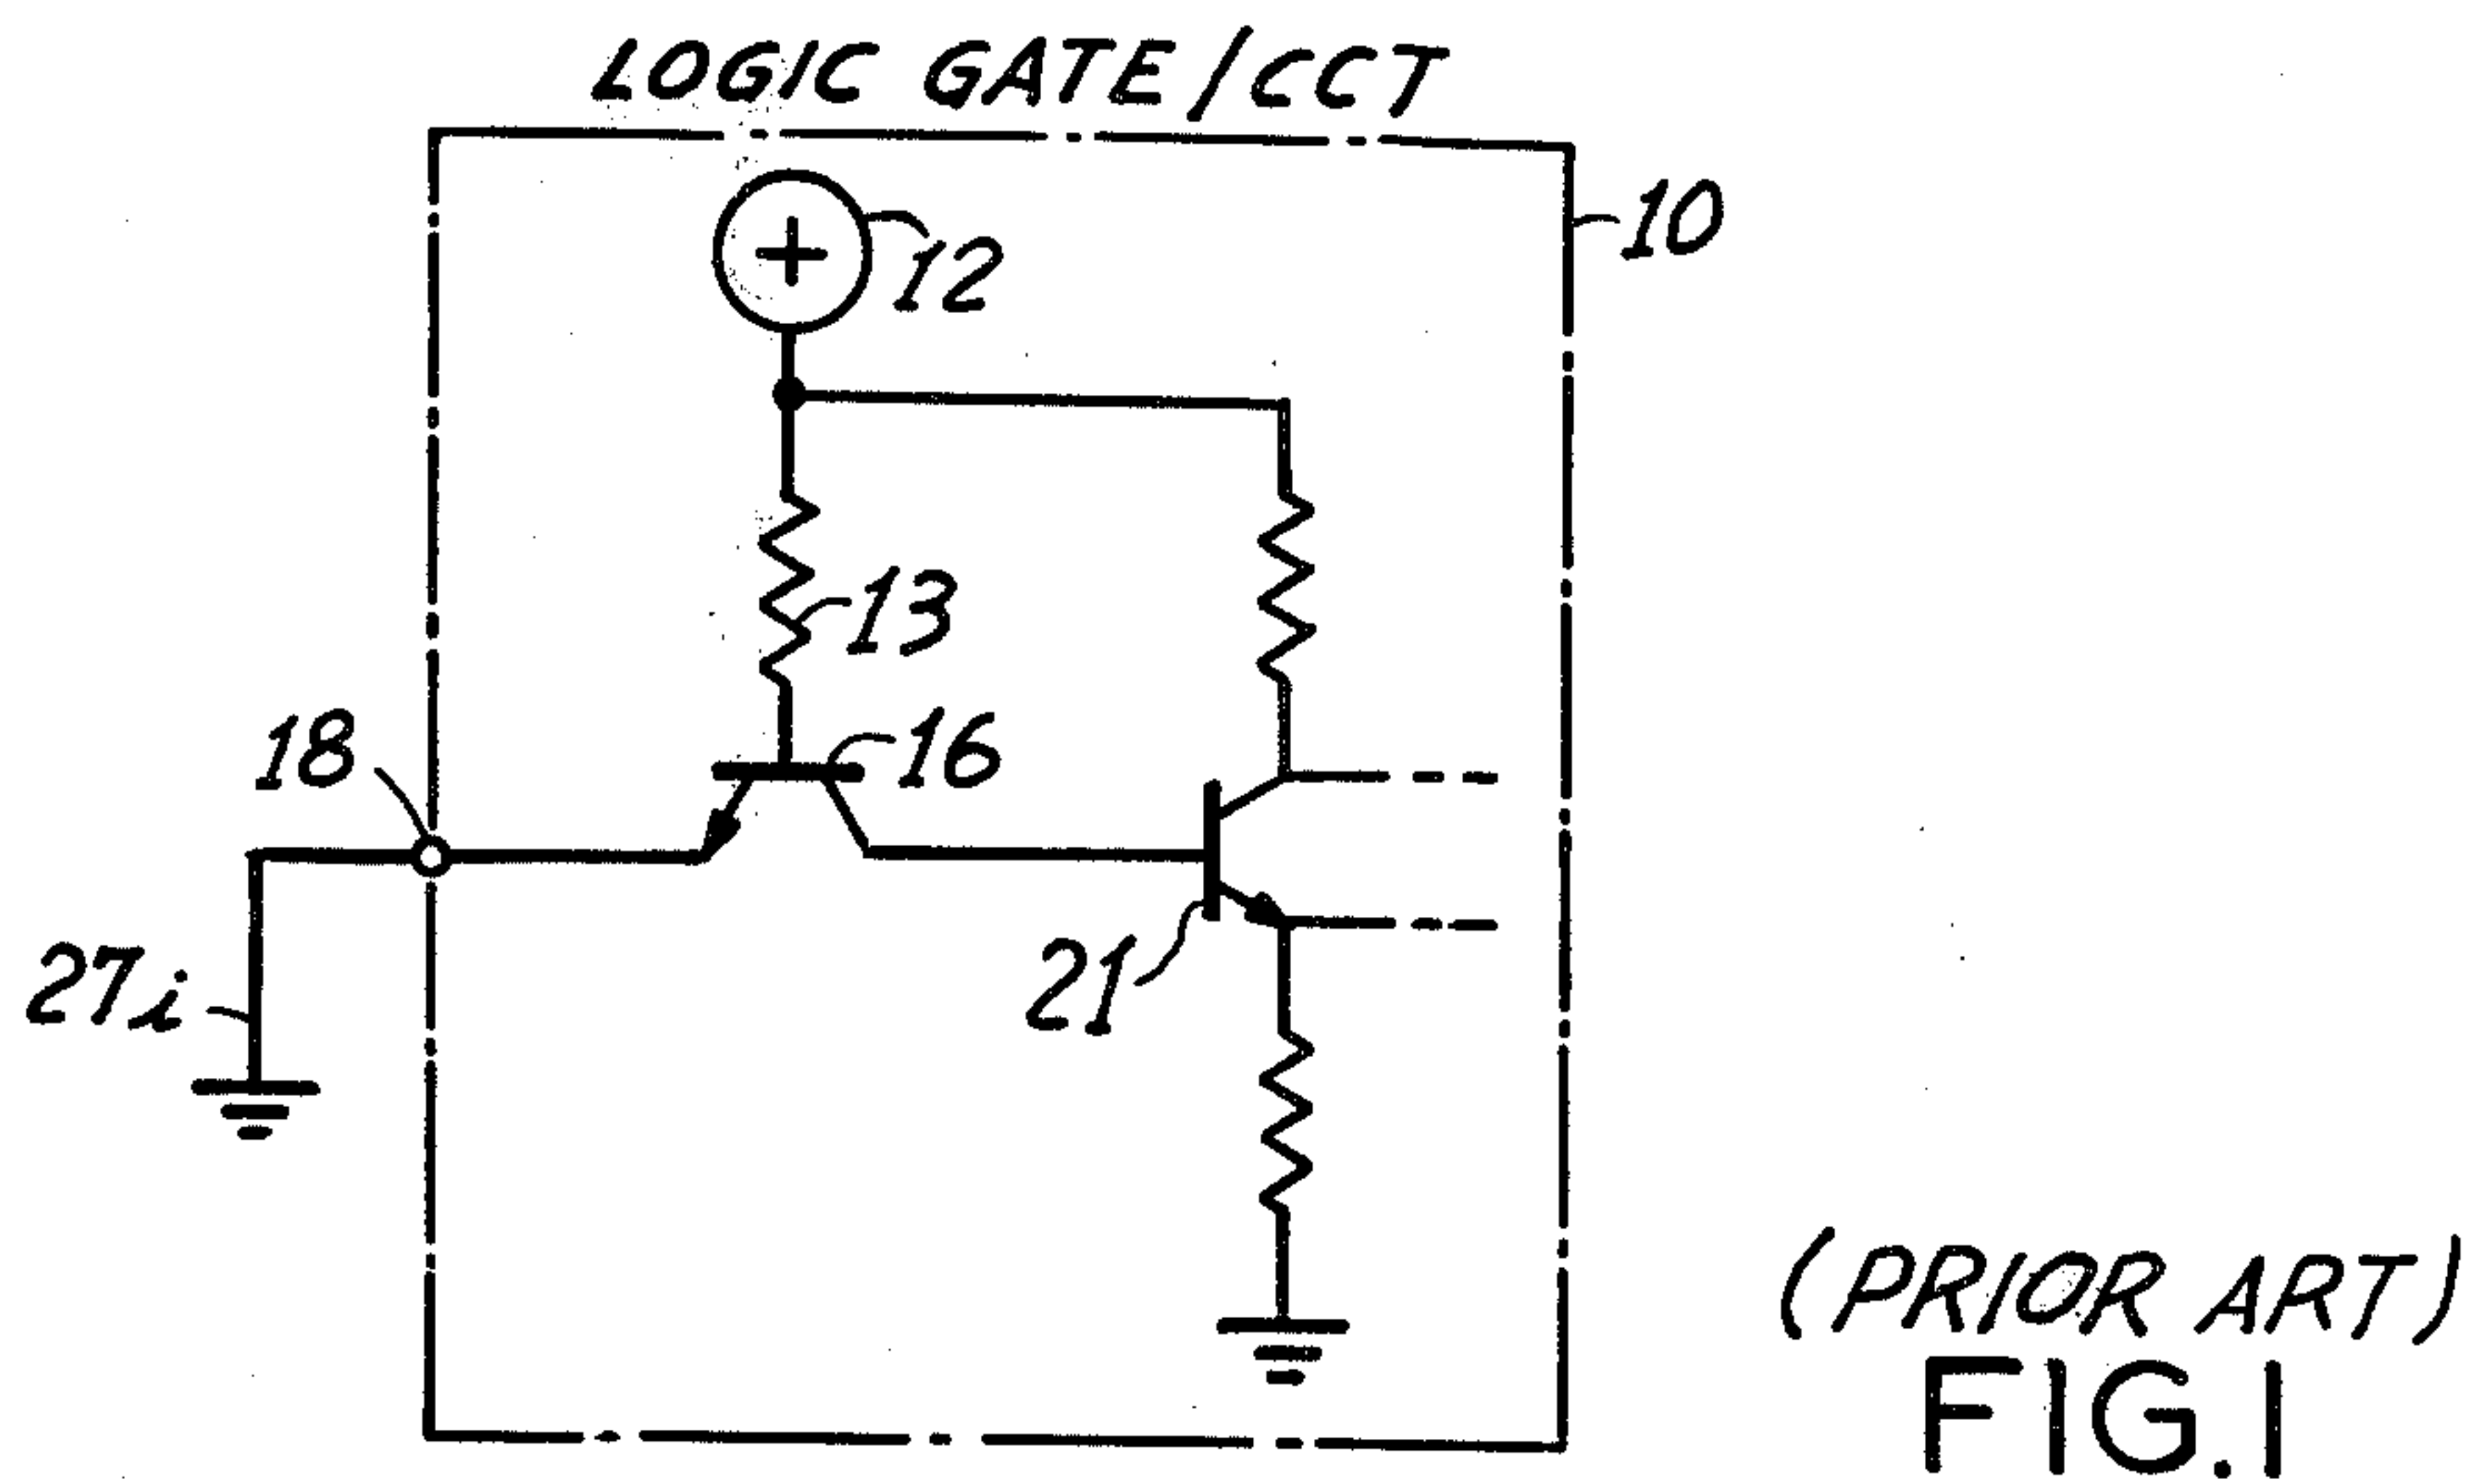 LOGIC GATE/CCT
10
+
12
13
18
16
27i
21
(PRIOR ART)
FIG.1